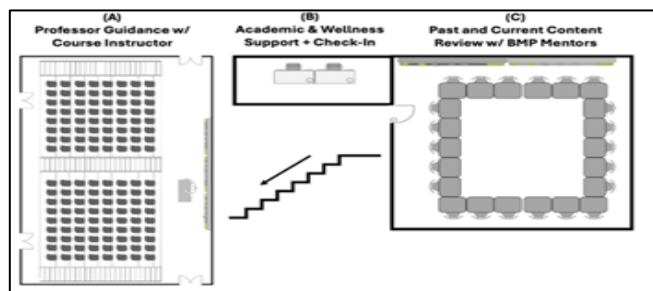 (A)
Professor Guidance w/
Course Instructor
(B)
Academic & Wellness
Support + Check-In
(C)
Past and Current Content
Review w/ BMP Mentors